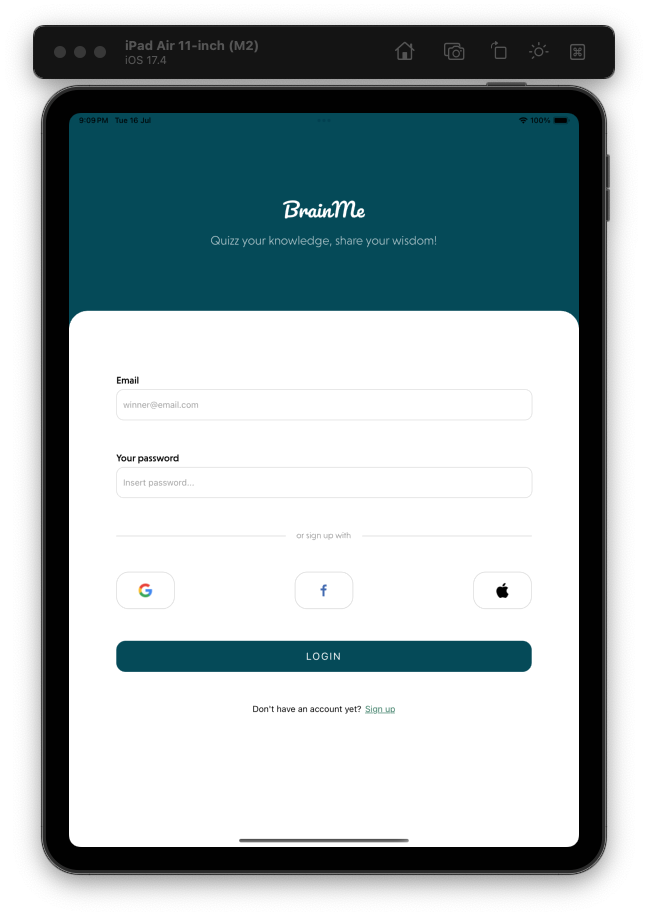 iPad Air 11-inch (M2)
iOS 17.4
9:09 PM Tue 16 Jul
100%
BrainMe
Quizz your knowledge, share your wisdom!
Email
winner@email.com
Your password
Insert password...
or sign up with
LOGIN
Don't have an account yet? Sign up